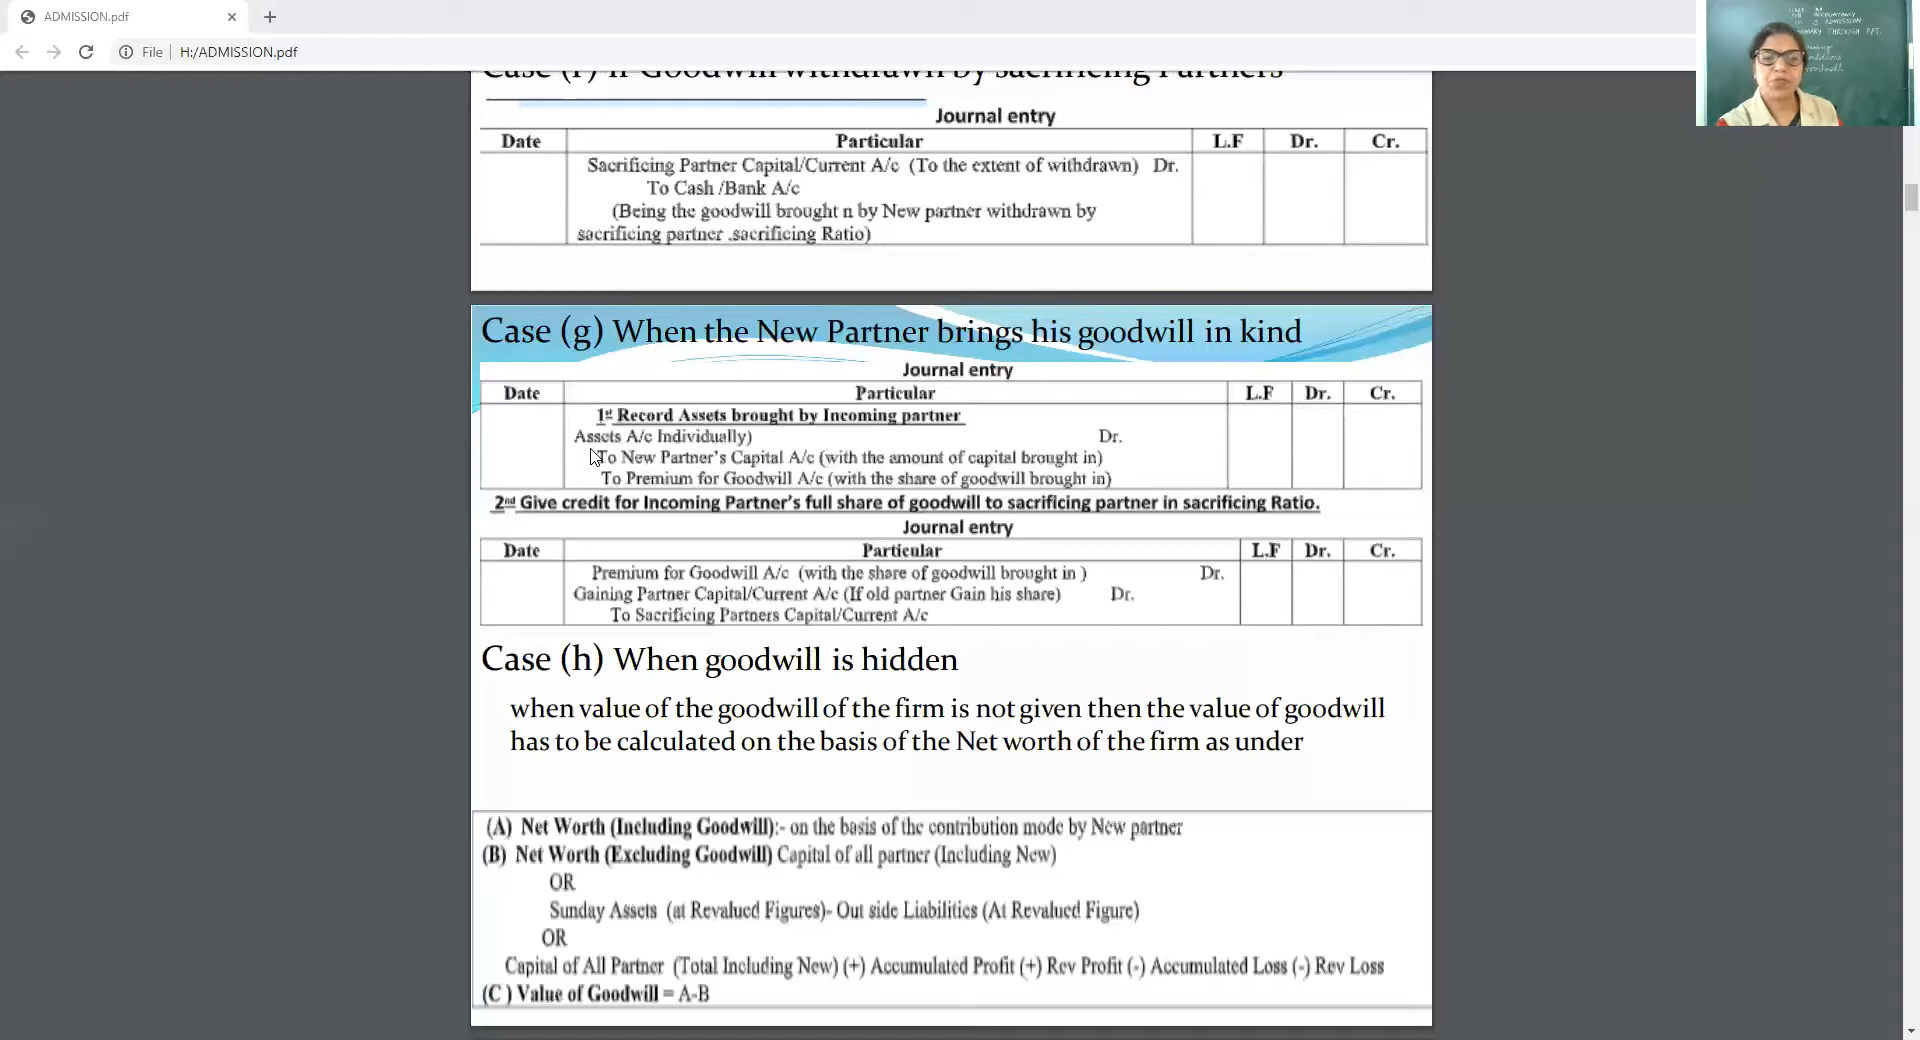 ADMISSION.pdf
File | H:/ADMISSION.pdf
ACCOUNTANCY
ADMISSION
THROUGH PPT.
Case (f) If Goodwill withdrawn by sacrificing Partners
Journal entry
Date Particular L.F Dr. Cr.
Sacrificing Partner Capital/Current A/c (To the extent of withdrawn) Dr.
To Cash /Bank A/c
(Being the goodwill brought n by New partner withdrawn by
sacrificing partner .sacrificing Ratio)
Case (g) When the New Partner brings his goodwill in kind
Journal entry
Date Particular L.F Dr. Cr.
1st Record Assets brought by Incoming partner
Assets A/c Individually) Dr.
To New Partner's Capital A/c (with the amount of capital brought in)
To Premium for Goodwill A/c (with the share of goodwill brought in)
2nd Give credit for Incoming Partner's full share of goodwill to sacrificing partner in sacrificing Ratio.
Journal entry
Date Particular L.F Dr. Cr.
Premium for Goodwill A/c (with the share of goodwill brought in ) Dr.
Gaining Partner Capital/Current A/c (If old partner Gain his share) Dr.
To Sacrificing Partners Capital/Current A/c
Case (h) When goodwill is hidden
when value of the goodwill of the firm is not given then the value of goodwill
has to be calculated on the basis of the Net worth of the firm as under
(A) Net Worth (Including Goodwill):- on the basis of the contribution mode by New partner
(B) Net Worth (Excluding Goodwill) Capital of all partner (Including New)
OR
Sunday Assets (at Revalued Figures)- Out side Liabilities (At Revalued Figure)
OR
Capital of All Partner (Total Including New) (+) Accumulated Profit (+) Rev Profit (-) Accumulated Loss (-) Rev Loss
(C ) Value of Goodwill = A-B